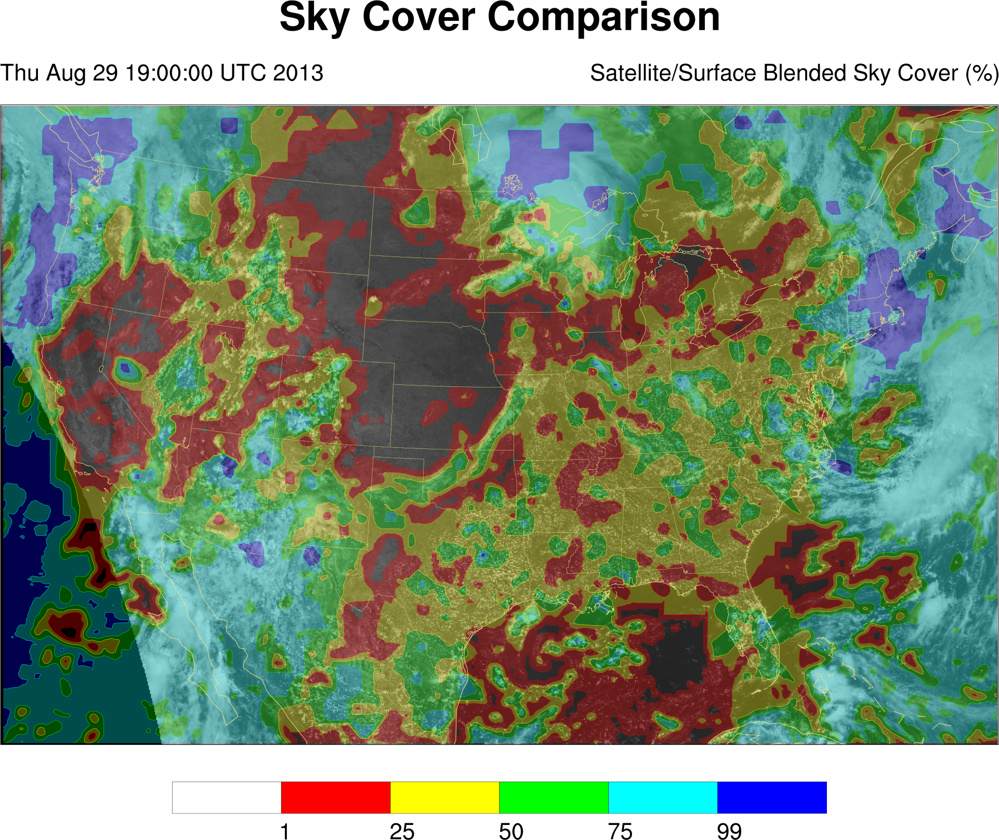 Sky Cover Comparison
Thu Aug 29 19:00:00 UTC 2013
Satellite/Surface Blended Sky Cover (%)
1 25 50 75 99